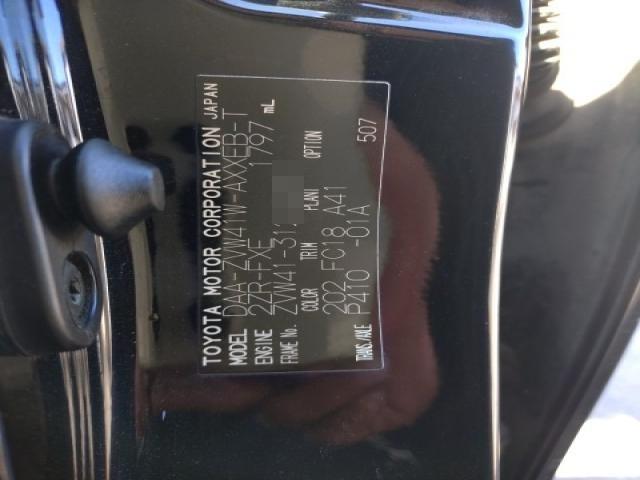 TOYOTA MOTOR CORPORATION JAPAN
MODEL DAA-ZVW41W-AXXEB-T
ENGINE 2ZR-FXE 1797 mL
FRAME No. ZVW41-311
COLOR TRIM PLANT OPTION
202 FC18 A41 507
TRANS./AXLE P410 -01A